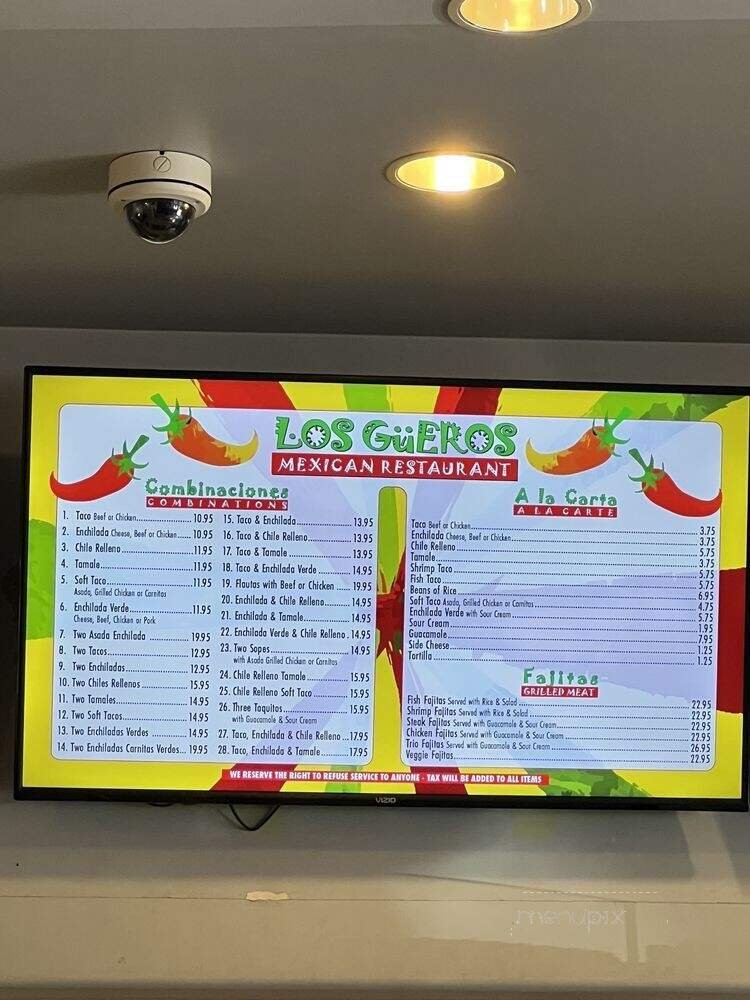 LOS GüEROS
MEXICAN RESTAURANT
Combinaciones
COMBINATIONS
1. Taco Beef or Chicken 10.95
2. Enchilada Cheese, Beef or Chicken 10.95
3. Chile Relleno 11.95
4. Tamale 11.95
5. Soft Taco 11.95
Asada, Grilled Chicken or Carnitas
6. Enchilada Verde 11.95
Cheese, Beef, Chicken or Pork
7. Two Asada Enchilada 19.95
8. Two Tacos 12.95
9. Two Enchiladas 12.95
10. Two Chiles Rellenos 15.95
11. Two Tamales 14.95
12. Two Soft Tacos 14.95
13. Two Enchiladas Verdes 14.95
14. Two Enchiladas Carnitas Verdes 19.95
15. Taco & Enchilada 13.95
16. Taco & Chile Relleno 13.95
17. Taco & Tamale 13.95
18. Taco & Enchilada Verde 14.95
19. Flautas with Beef or Chicken 19.95
20. Enchilada & Chile Relleno 14.95
21. Enchilada & Tamale 14.95
22. Enchilada Verde & Chile Relleno 14.95
23. Two Sopes 14.95
with Asada Grilled Chicken or Carnitas
24. Chile Relleno Tamale 15.95
25. Chile Relleno Soft Taco 15.95
26. Three Taquitos 15.95
with Guacamole & Sour Cream
27. Taco, Enchilada & Chile Relleno 17.95
28. Taco, Enchilada & Tamale 17.95
A la Carta
A LA CARTE
Taco Beef or Chicken 3.75
Enchilada Cheese, Beef or Chicken 3.75
Chile Relleno 5.75
Tamale 3.75
Shrimp Taco 5.75
Fish Taco 5.75
Beans of Rice 6.95
Soft Taco Asada, Grilled Chicken or Carnitas 4.75
Enchilada Verde with Sour Cream 5.75
Sour Cream 1.95
Guacamole 7.95
Side Cheese 1.25
Tortilla 1.25
Fajitas
GRILLED MEAT
Fish Fajitas Served with Rice & Salad 22.95
Shrimp Fajitas Served with Rice & Salad 22.95
Steak Fajitas Served with Guacamole & Sour Cream 22.95
Chicken Fajitas Served with Guacamole & Sour Cream 22.95
Trio Fajitas Served with Guacamole & Sour Cream 26.95
Veggie Fajitas 22.95
WE RESERVE THE RIGHT TO REFUSE SERVICE TO ANYONE - TAX WILL BE ADDED TO ALL ITEMS
VIZIO
menupix